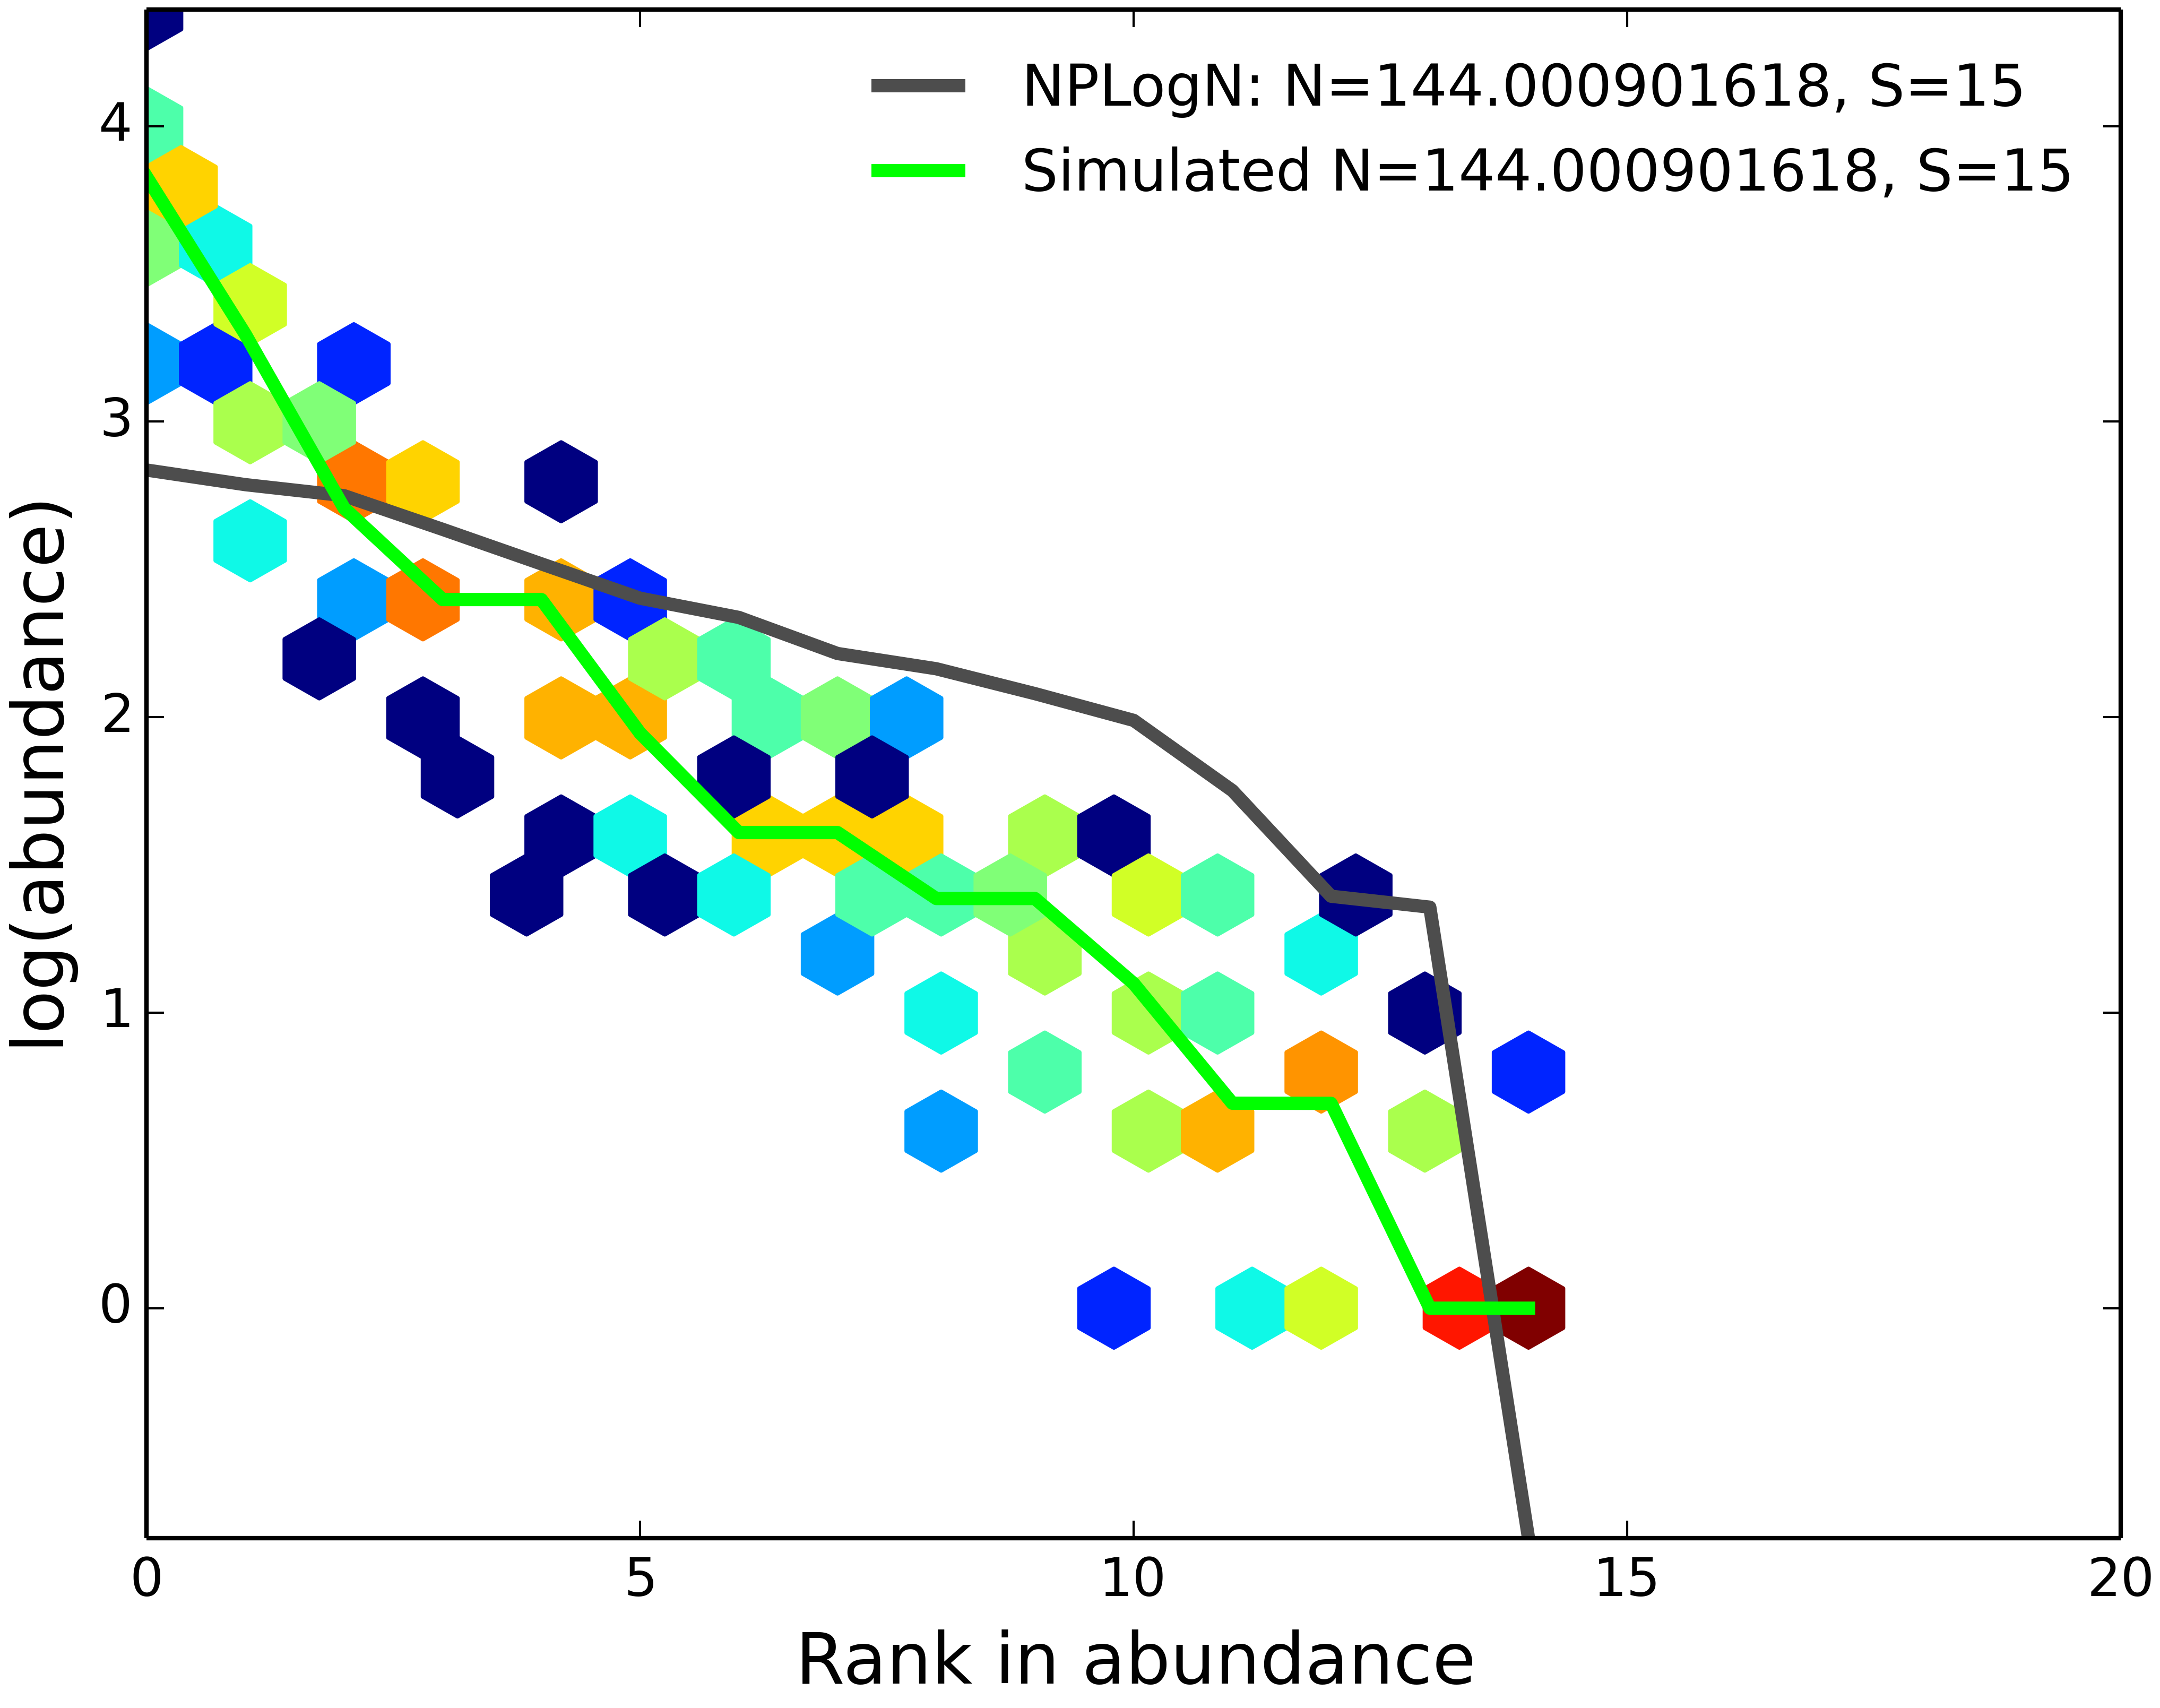 NPLogN: N=144.000901618, S=15
Simulated N=144.000901618, S=15
log(abundance)
4
3
2
1
0
0 5 10 15 20
Rank in abundance